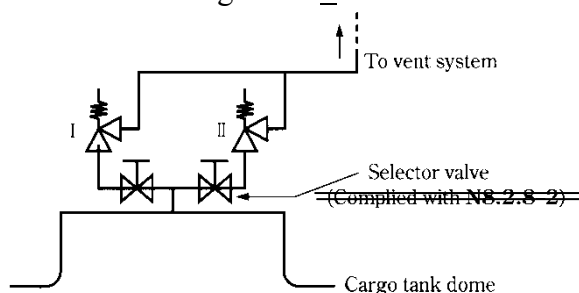 To vent system
I
II
Selector valve
(Complied with N8.2.8-2)
Cargo tank dome